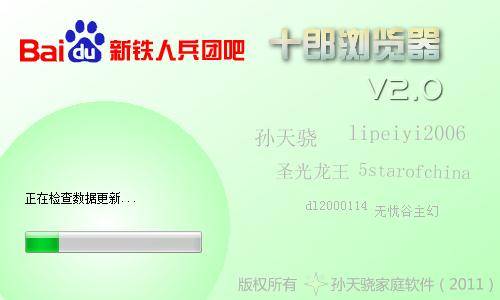 Bai du 新铁人兵团吧
十郎浏览器
V2.0
孙天骁 lipeiyi2006
圣光龙王 5starofchina
d12000114 无忧谷主幻
正在检查数据更新...
版权所有 孙天骁家庭软件（2011）